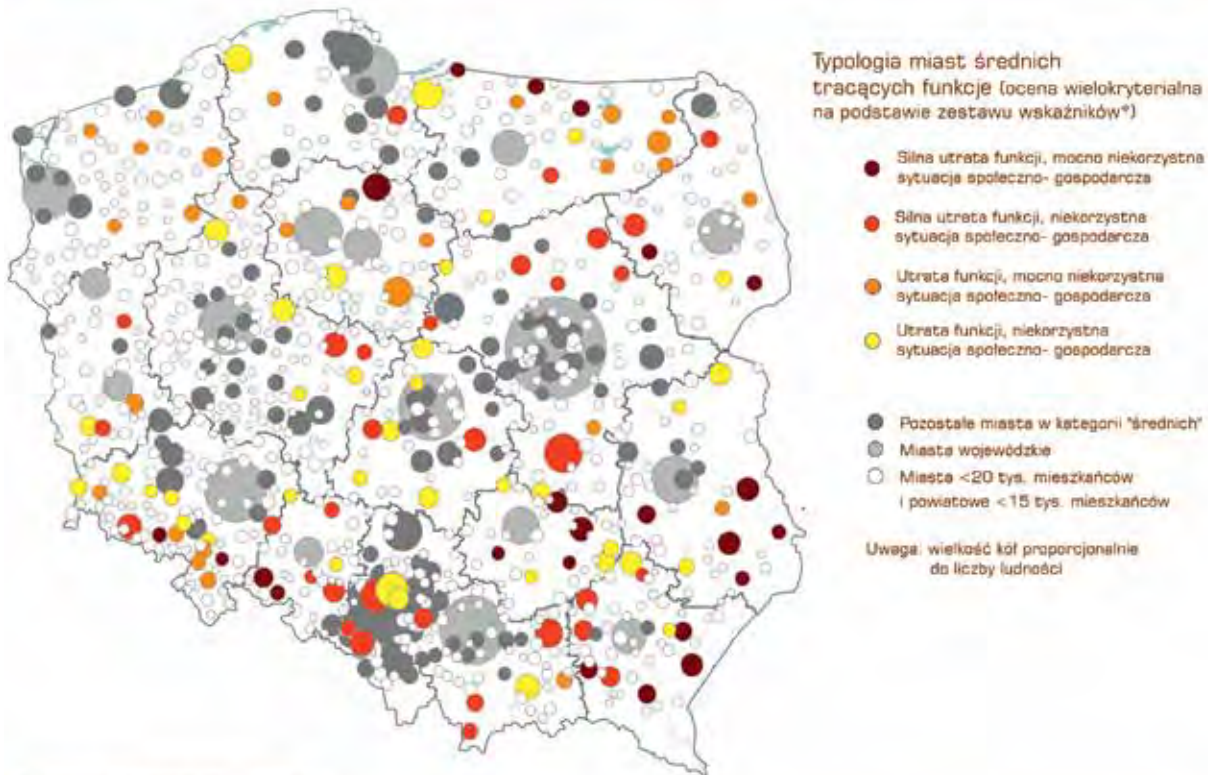 Typologia miast średnich
tracących funkcje (ocena wielokryterialna
na podstawie zestawu wskaźników*)
Silna utrata funkcji, mocno niekorzystna
sytuacja społeczno- gospodarcza
Silna utrata funkcji, niekorzystna
sytuacja społeczno- gospodarcza
Utrata funkcji, mocno niekorzystna
sytuacja społeczno- gospodarcza
Utrata funkcji, niekorzystna
sytuacja społeczno- gospodarcza
Pozostałe miasta w kategorii "średnich"
Miasta wojewódzkie
Miasta <20 tys. mieszkańców
i powiatowe <15 tys. mieszkańców
Uwaga: wielkość kół proporcjonalnie
do liczby ludności